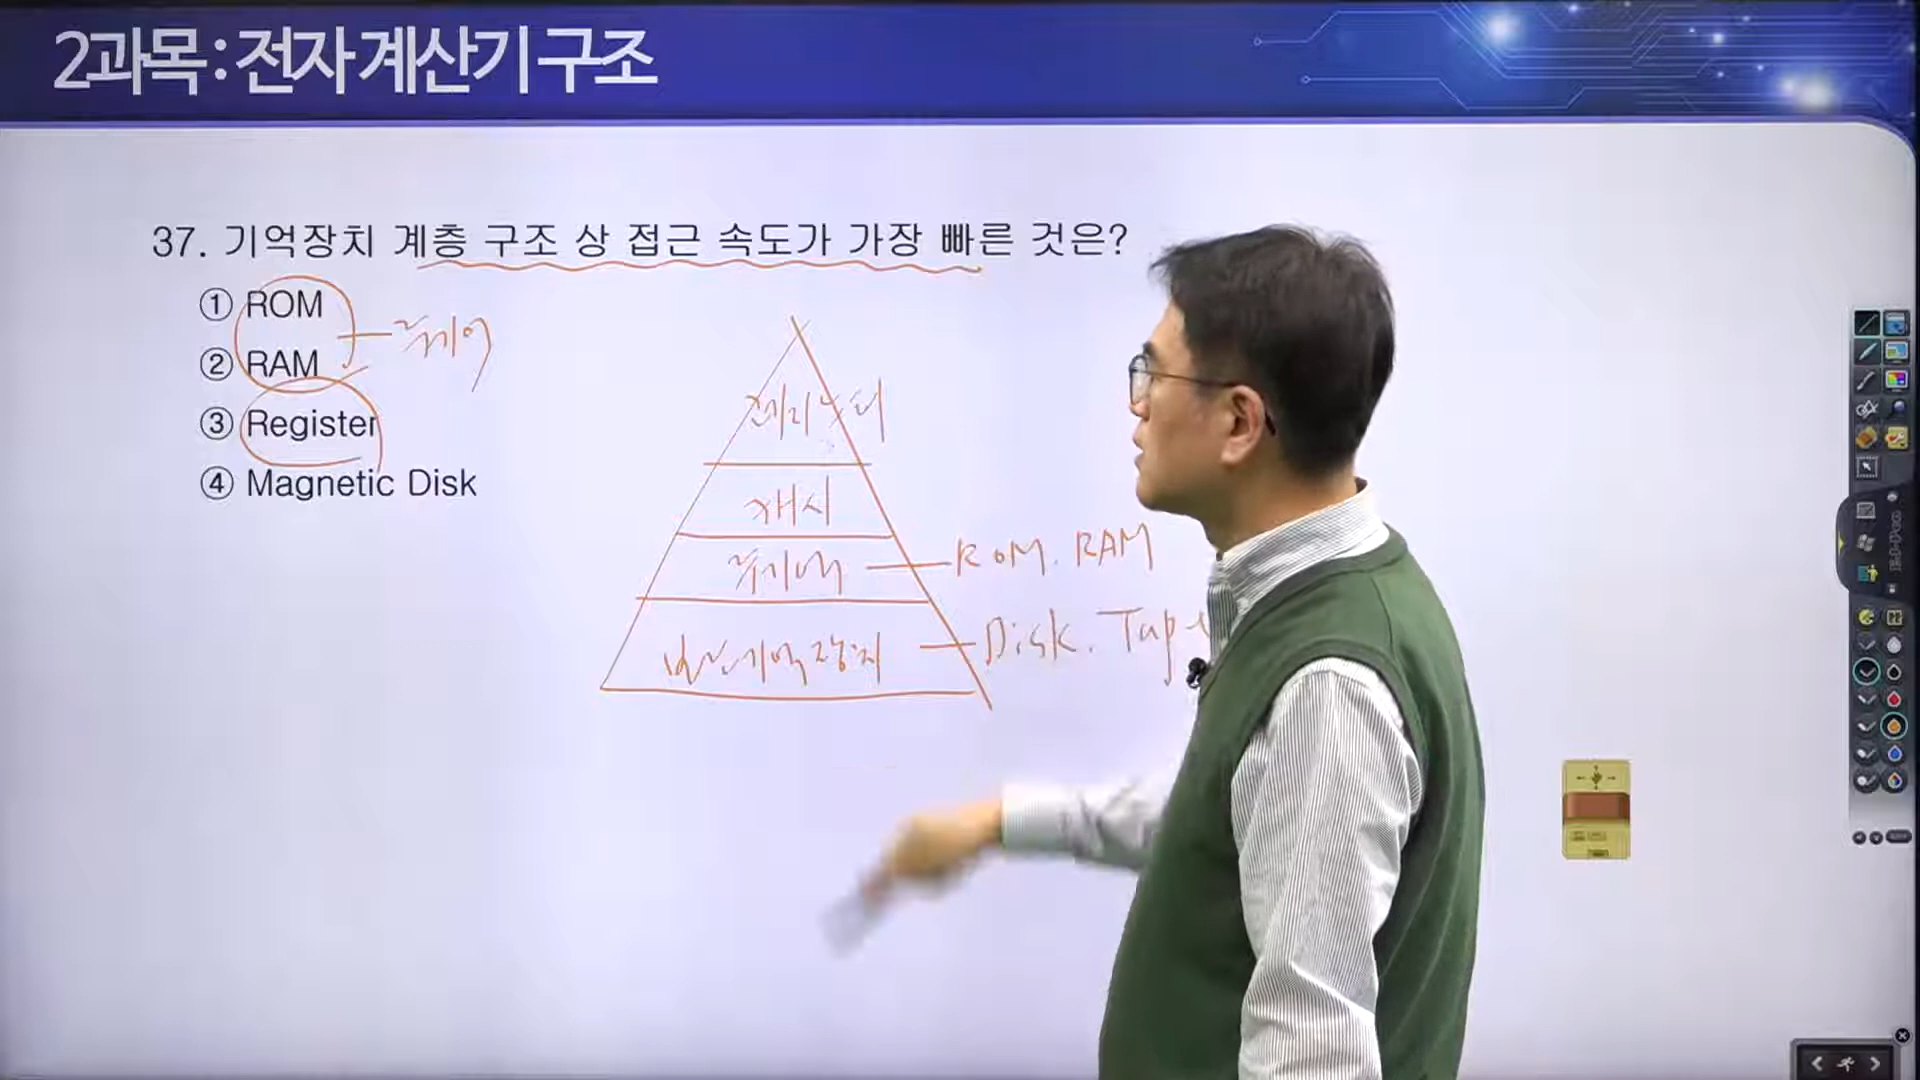 2과목 : 전자 계산기 구조
37. 기억장치 계층 구조 상 접근 속도가 가장 빠른 것은?
① ROM
② RAM
③ Register
④ Magnetic Disk
주기억
레지스터
캐시
주기억
ROM. RAM
보조기억장치
Disk. Tape